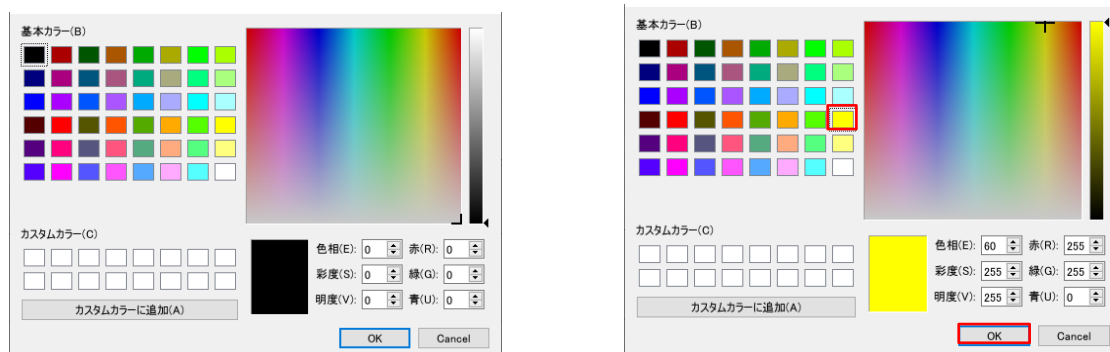 基本カラー(B)
カスタムカラー(C)
色相(E): 0 赤(R): 0
彩度(S): 0 緑(G): 0
明度(V): 0 青(U): 0
カスタムカラーに追加(A)
OK Cancel
基本カラー(B)
カスタムカラー(C)
色相(E): 60 赤(R): 255
彩度(S): 255 緑(G): 255
明度(V): 255 青(U): 0
カスタムカラーに追加(A)
OK Cancel